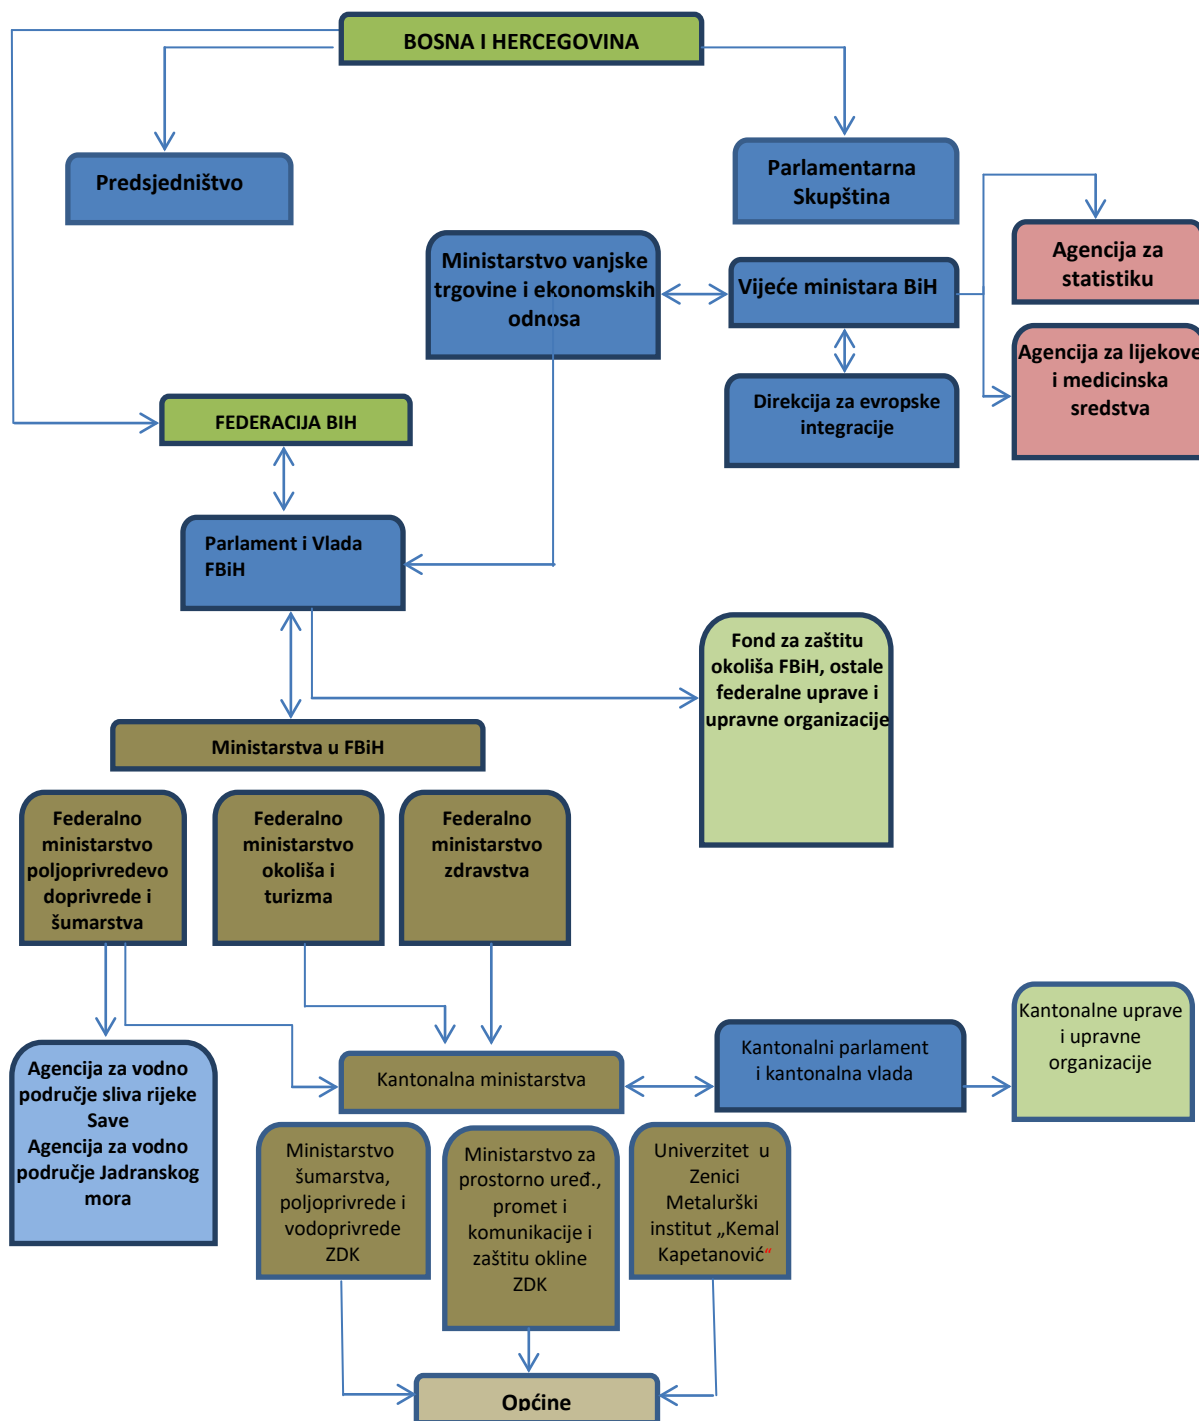 BOSNA I HERCEGOVINA
Predsjedništvo
Parlamentarna
Skupština
Ministarstvo vanjske
trgovine i ekonomskih
odnosa
Vijeće ministara BiH
Agencija za
statistiku
Agencija za lijekove
i medicinska
sredstva
Direkcija za evropske
integracije
FEDERACIJA BIH
Parlament i Vlada
FBiH
Fond za zaštitu
okoliša FBiH, ostale
federalne uprave i
upravne organizacije
Ministarstva u FBiH
Federalno
ministarstvo
poljoprivredevo
doprivrede i
šumarstva
Federalno
ministarstvo
okoliša i
turizma
Federalno
ministarstvo
zdravstva
Agencija za vodno
područje sliva rijeke
Save
Agencija za vodno
područje Jadranskog
mora
Kantonalna ministarstva
Kantonalni parlament
i kantonalna vlada
Kantonalne uprave
i upravne
organizacije
Ministarstvo
šumarstva,
poljoprivrede i
vodoprivrede
ZDK
Ministarstvo za
prostorno uređ.,
promet i
komunikacije i
zaštitu okline
ZDK
Univerzitet u
Zenici
Metalurški
institut „Kemal
Kapetanović“
Općine